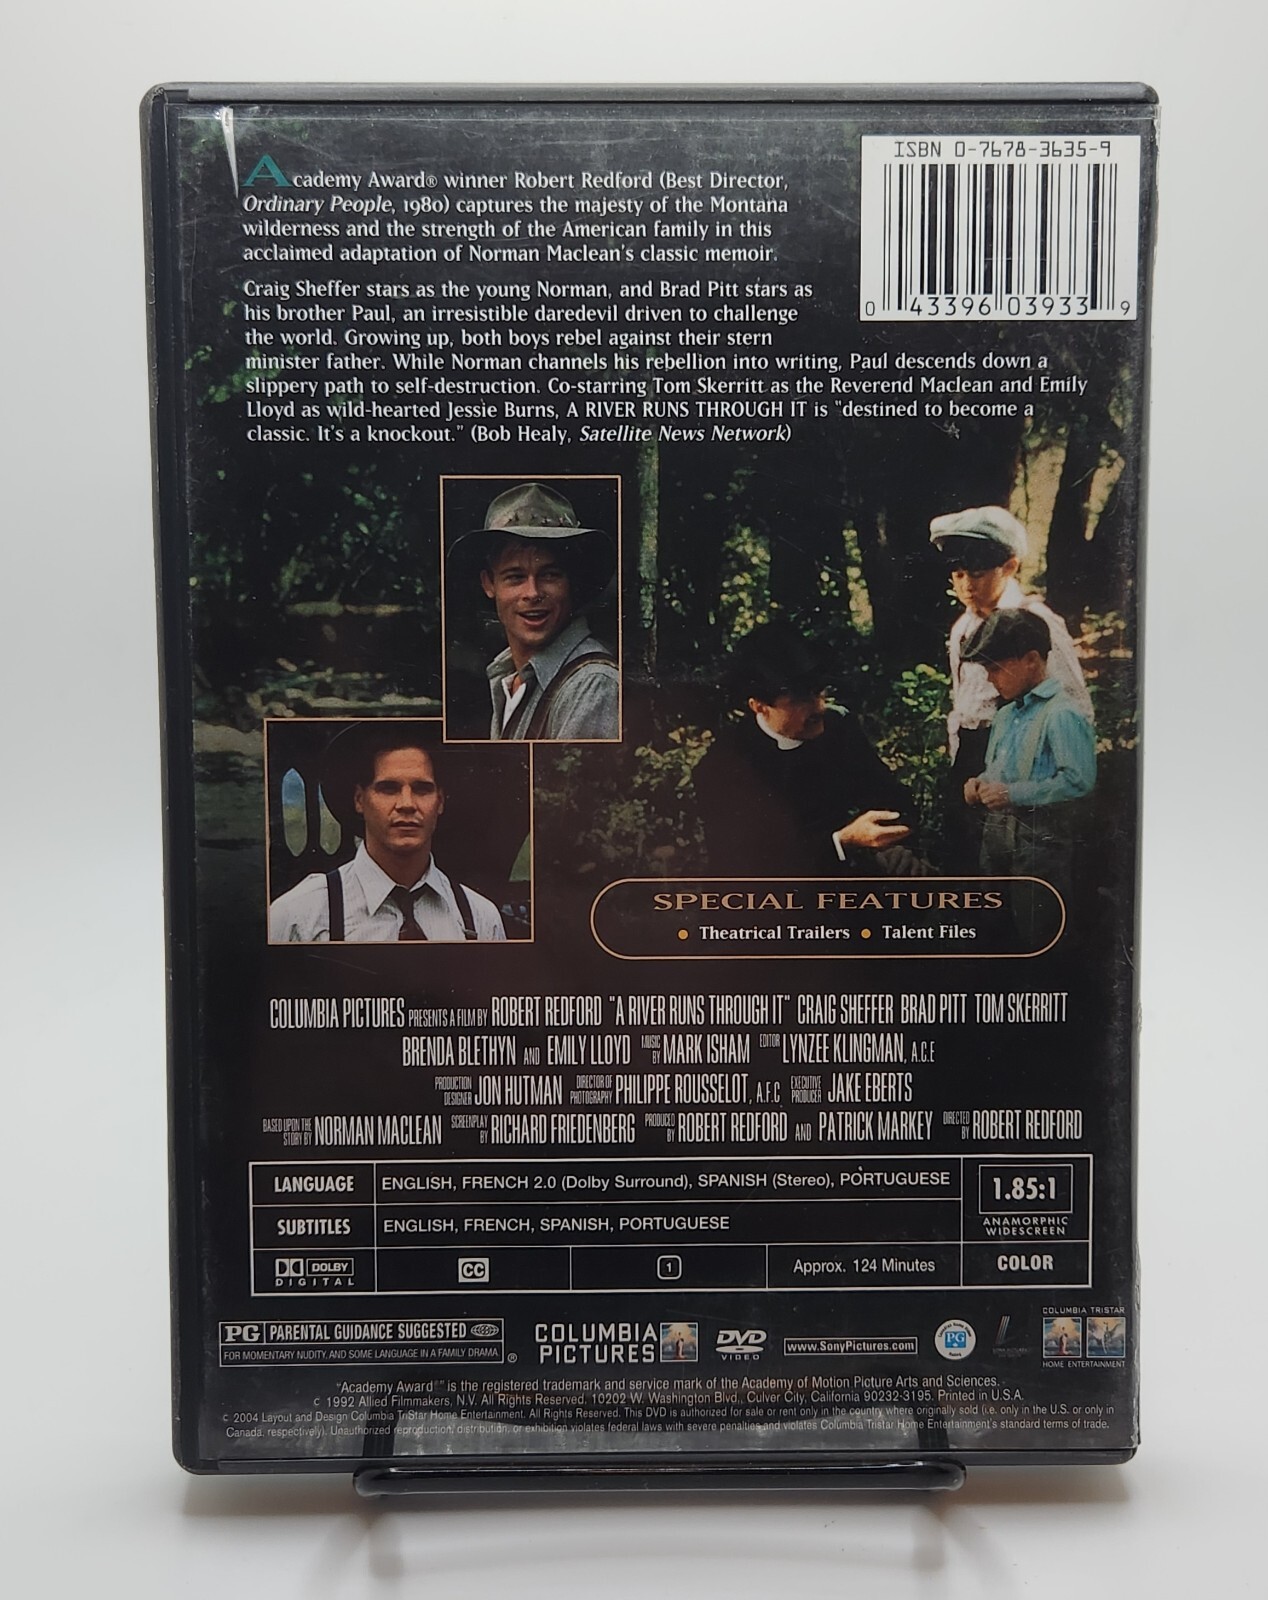 ISBN 0-7678-3635-9
0 43396 03933 9
Academy Award® winner Robert Redford (Best Director,
Ordinary People, 1980) captures the majesty of the Montana
wilderness and the strength of the American family in this
acclaimed adaptation of Norman Maclean's classic memoir.
Craig Sheffer stars as the young Norman, and Brad Pitt stars as
his brother Paul, an irresistible daredevil driven to challenge
the world. Growing up, both boys rebel against their stern
minister father. While Norman channels his rebellion into writing, Paul descends down a
slippery path to self-destruction. Co-starring Tom Skerritt as the Reverend Maclean and Emily
Lloyd as wild-hearted Jessie Burns, A RIVER RUNS THROUGH IT is "destined to become a
classic. It's a knockout." (Bob Healy, Satellite News Network)
SPECIAL FEATURES
• Theatrical Trailers • Talent Files
COLUMBIA PICTURES PRESENTS A FILM BY ROBERT REDFORD "A RIVER RUNS THROUGH IT" CRAIG SHEFFER BRAD PITT TOM SKERRITT
BRENDA BLETHYN AND EMILY LLOYD MUSIC BY MARK ISHAM EDITOR LYNZEE KLINGMAN, A.C.E
PRODUCTION DESIGNER JON HUTMAN DIRECTOR OF PHOTOGRAPHY PHILIPPE ROUSSELOT, A.F.C EXECUTIVE PRODUCER JAKE EBERTS
BASED UPON THE STORY BY NORMAN MACLEAN SCREENPLAY BY RICHARD FRIEDENBERG PRODUCED BY ROBERT REDFORD AND PATRICK MARKEY DIRECTED BY ROBERT REDFORD
LANGUAGE ENGLISH, FRENCH 2.0 (Dolby Surround), SPANISH (Stereo), PORTUGUESE
SUBTITLES ENGLISH, FRENCH, SPANISH, PORTUGUESE
1.85:1
ANAMORPHIC
WIDESCREEN
DOLBY
DIGITAL
CC
1
Approx. 124 Minutes
COLOR
PG PARENTAL GUIDANCE SUGGESTED
FOR MOMENTARY NUDITY, AND SOME LANGUAGE IN A FAMILY DRAMA. ®
COLUMBIA
PICTURES
DVD
VIDEO
www.SonyPictures.com
PG
COLUMBIA TRISTAR
HOME ENTERTAINMENT
"Academy Award®" is the registered trademark and service mark of the Academy of Motion Picture Arts and Sciences.
© 1992 Allied Filmmakers, N.V. All Rights Reserved. 10202 W. Washington Blvd., Culver City, California 90232-3195. Printed in U.S.A.
© 2004 Layout and Design Columbia TriStar Home Entertainment. All Rights Reserved. This DVD is authorized for sale or rent only in the country where originally sold (i.e. only in the U.S. or only in
Canada, respectively). Unauthorized reproduction, distribution, or exhibition violates federal laws with severe penalties and violates Columbia Tristar Home Entertainment's standard terms of trade.